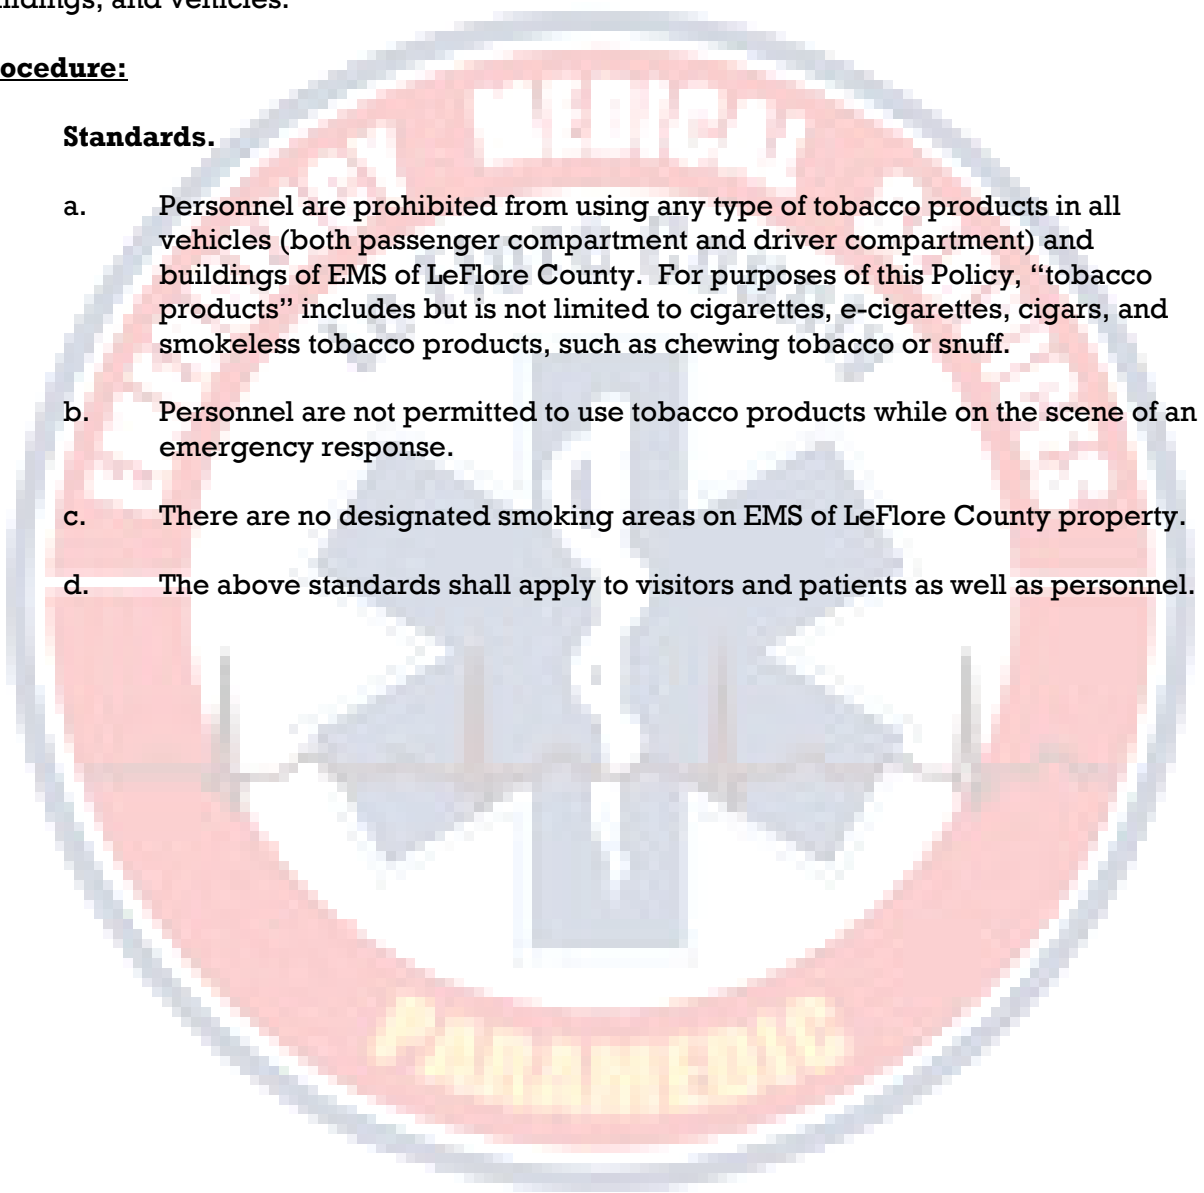 ildings, and vehicles.
ocedure:
Standards.
a. Personnel are prohibited from using any type of tobacco products in all
vehicles (both passenger compartment and driver compartment) and
buildings of EMS of LeFlore County. For purposes of this Policy, “tobacco
products” includes but is not limited to cigarettes, e-cigarettes, cigars, and
smokeless tobacco products, such as chewing tobacco or snuff.
b. Personnel are not permitted to use tobacco products while on the scene of an
emergency response.
c. There are no designated smoking areas on EMS of LeFlore County property.
d. The above standards shall apply to visitors and patients as well as personnel.
EMERGENCY MEDICAL SERVICES
PARAMEDIC